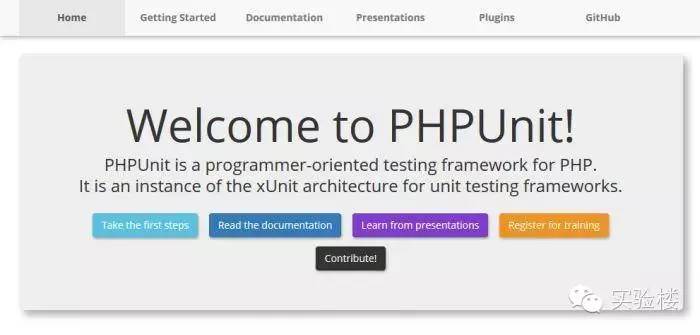 Home Getting Started Documentation Presentations Plugins GitHub
Welcome to PHPUnit!
PHPUnit is a programmer-oriented testing framework for PHP.
It is an instance of the xUnit architecture for unit testing frameworks.
Take the first steps Read the documentation Learn from presentations Register for training
Contribute!
实验楼